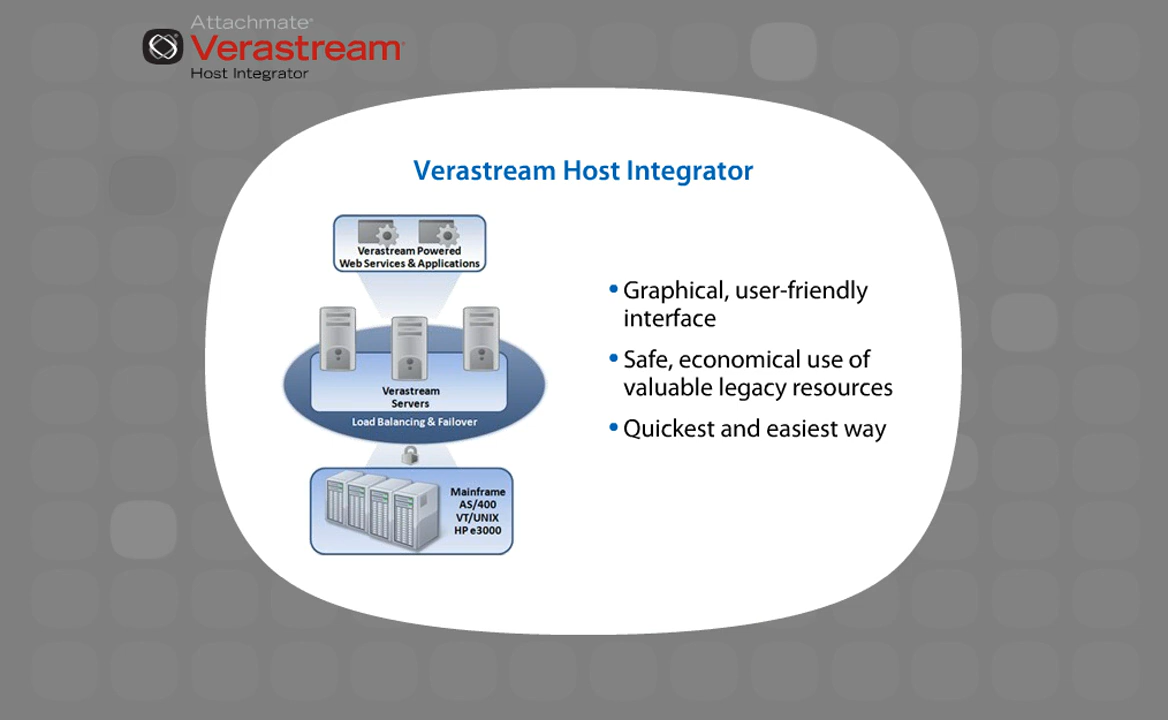 Attachmate®
Verastream®
Host Integrator
Verastream Host Integrator
Verastream Powered
Web Services & Applications
Verastream
Servers
Load Balancing & Failover
Mainframe
AS/400
VT/UNIX
HP e3000
• Graphical, user-friendly
interface
• Safe, economical use of
valuable legacy resources
• Quickest and easiest way